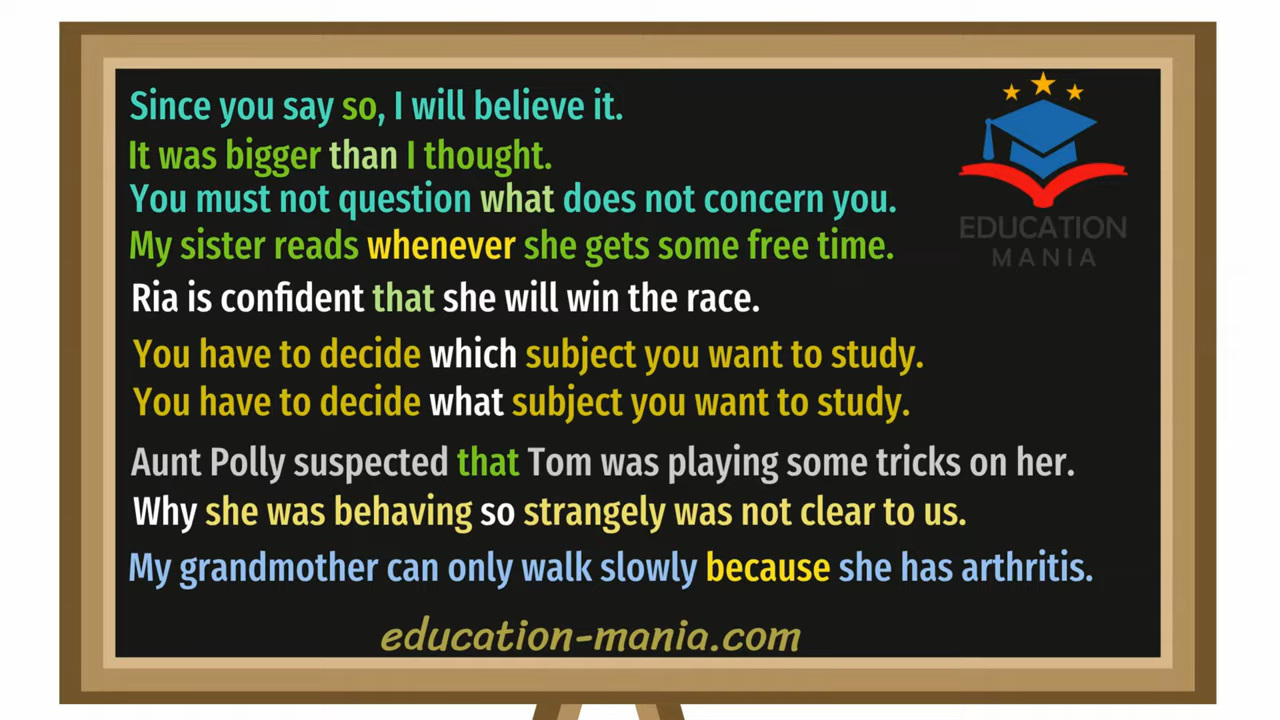 Since you say so, I will believe it.
It was bigger than I thought.
You must not question what does not concern you.
My sister reads whenever she gets some free time.
Ria is confident that she will win the race.
You have to decide which subject you want to study.
You have to decide what subject you want to study.
Aunt Polly suspected that Tom was playing some tricks on her.
Why she was behaving so strangely was not clear to us.
My grandmother can only walk slowly because she has arthritis.
education-mania.com
EDUCATION
MANIA